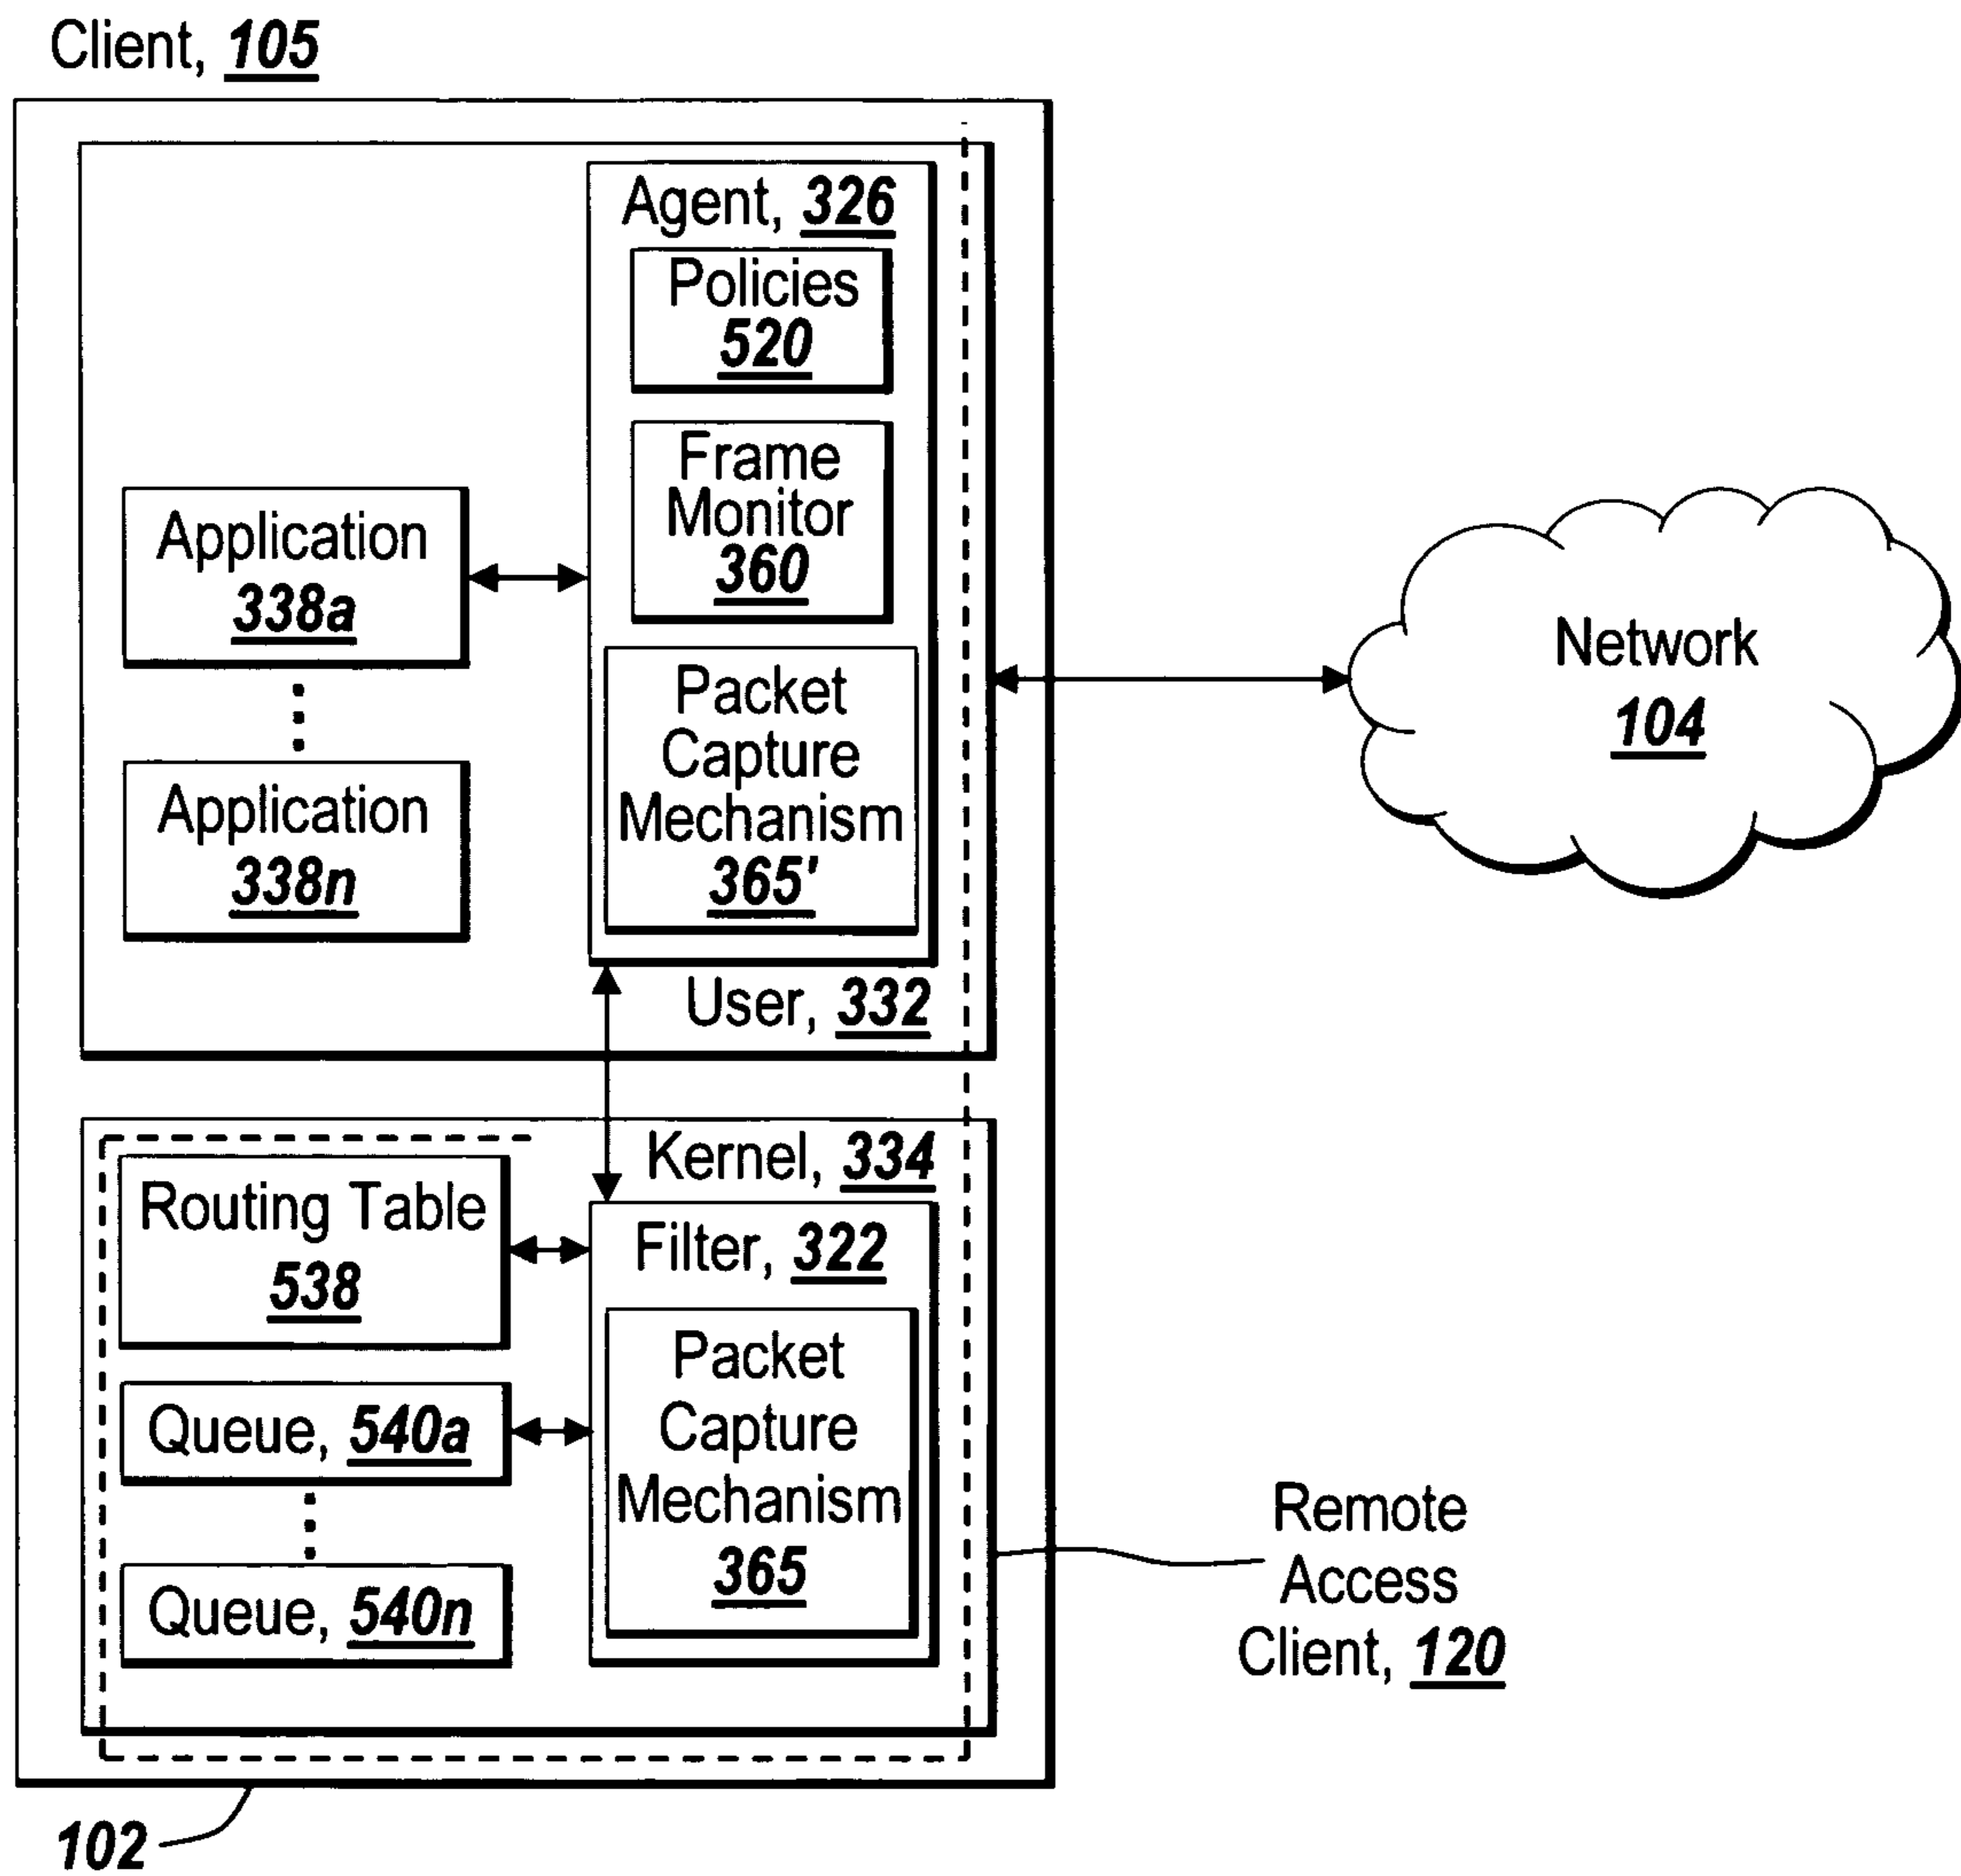 Client, 105
Agent, 326
Policies
520
Frame
Monitor
360
Application
338a
Packet
Capture
Mechanism
365'
Application
338n
User, 332
Network
104
Kernel, 334
Routing Table
538
Filter, 322
Packet
Capture
Mechanism
365
Queue, 540a
Queue, 540n
Remote
Access
Client, 120
102